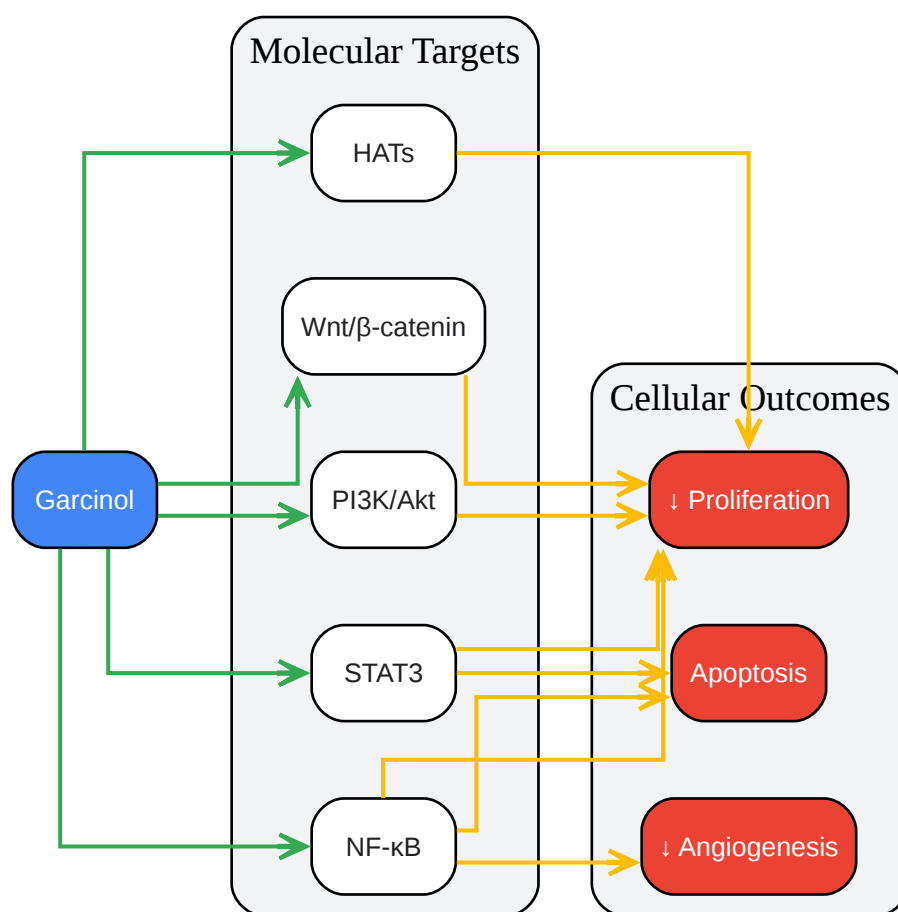 Molecular Targets
HATs
Wnt/β-catenin
Cellular Outcomes
Garcinol
PI3K/Akt
↓ Proliferation
STAT3
Apoptosis
NF-κB
↓ Angiogenesis